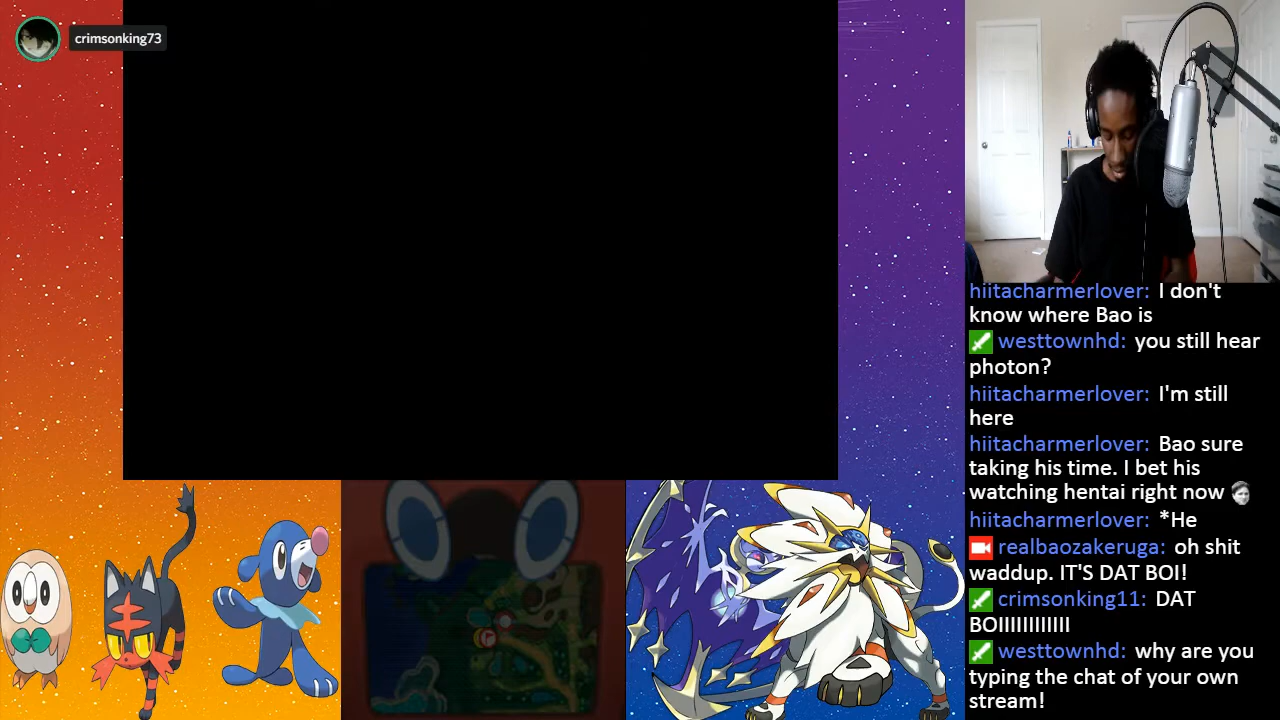 crimsonking73
hiitacharmerlover: I don't
know where Bao is
westtownhd: you still hear
photon?
hiitacharmerlover: I'm still
here
hiitacharmerlover: Bao sure
taking his time. I bet his
watching hentai right now
hiitacharmerlover: *He
realbaozakeruga: oh shit
waddup. IT'S DAT BOI!
crimsonking11: DAT
BOIIIIIIIIIIII
westtownhd: why are you
typing the chat of your own
stream!